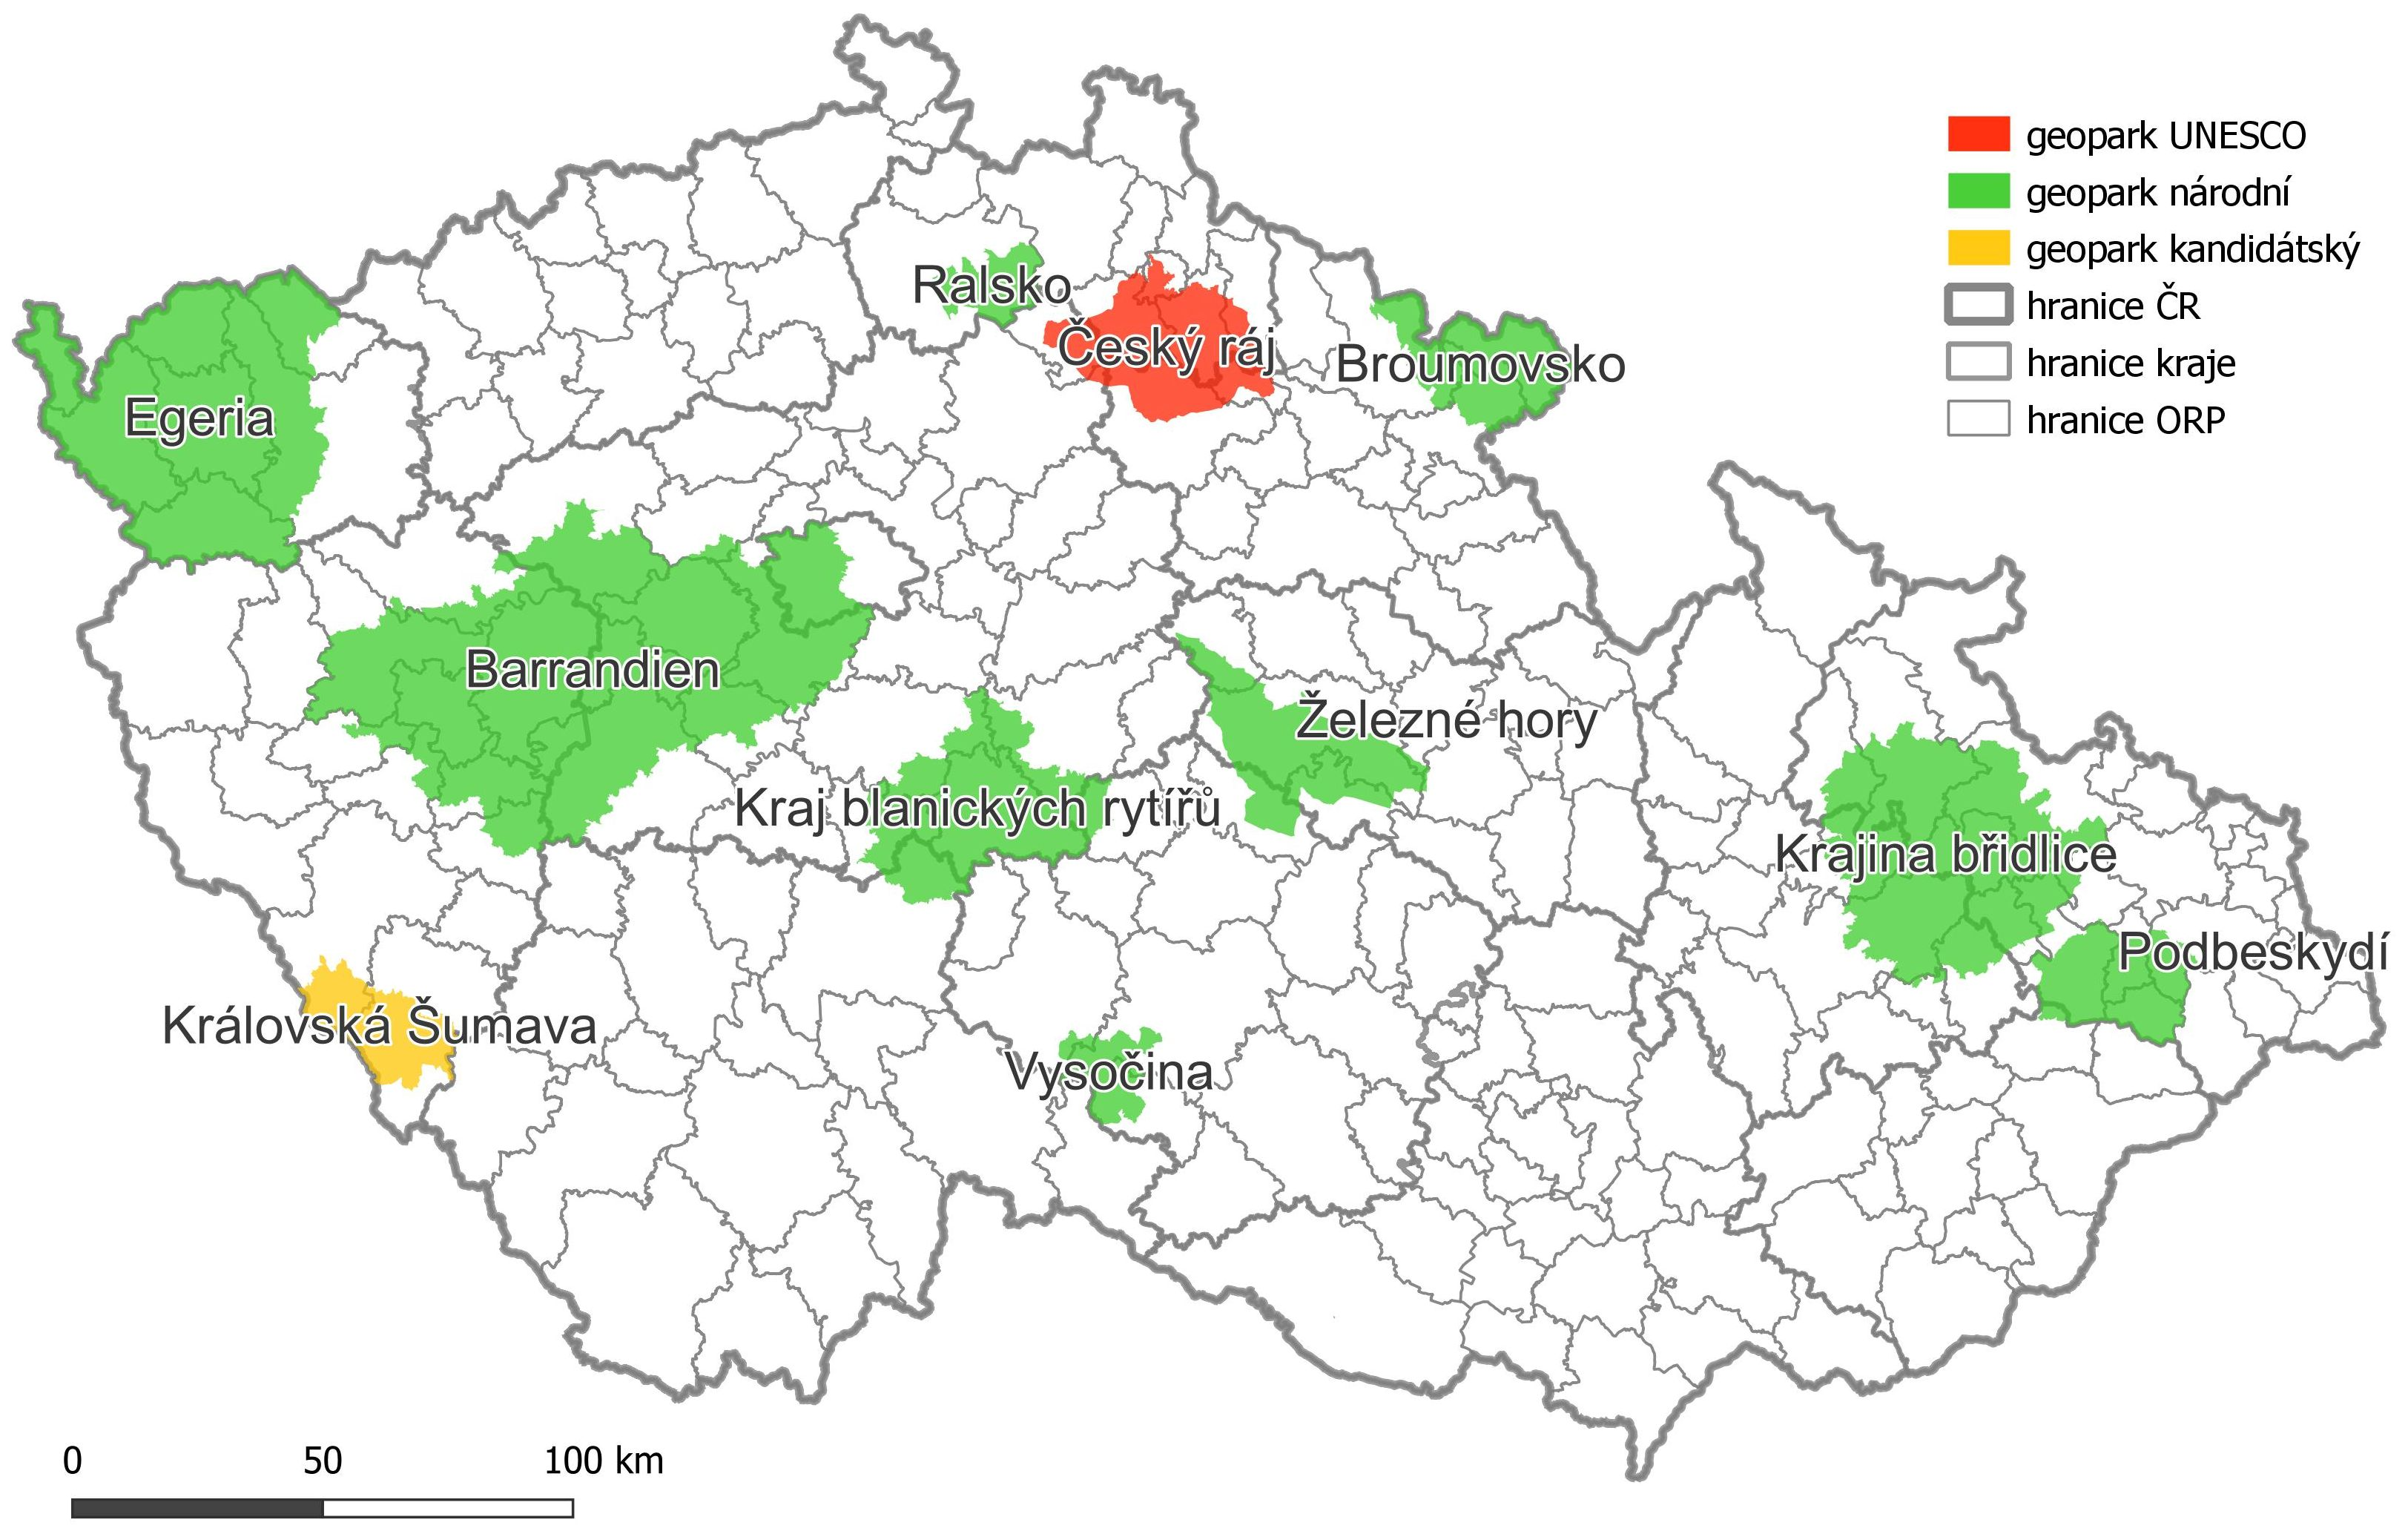 geopark UNESCO
geopark národní
geopark kandidátský
hranice ČR
hranice kraje
hranice ORP
Ralsko
Český ráj
Broumovsko
Egeria
Barrandien
Železné hory
Kraj blanických rytířů
Krajina břidlice
Podbeskydí
Královská Šumava
Vysočina
0 50 100 km